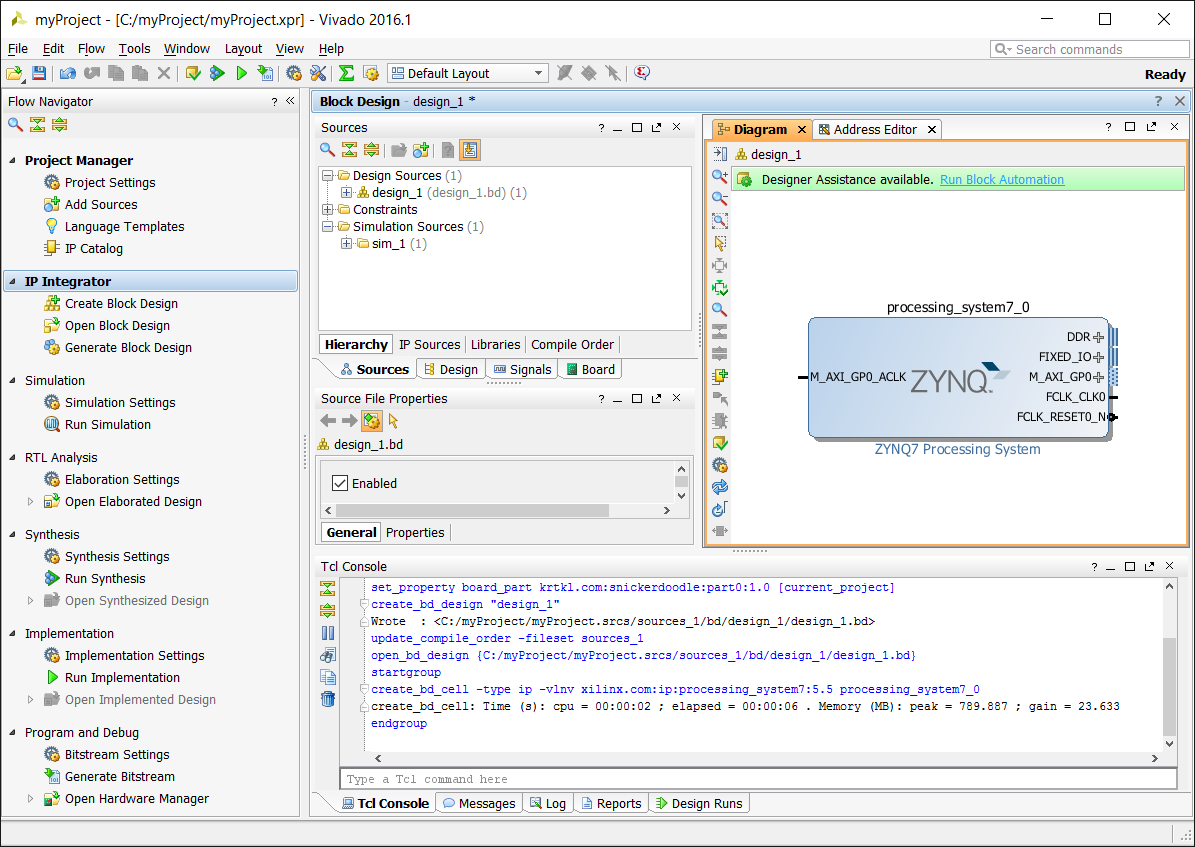 myProject - [C:/myProject/myProject.xpr] - Vivado 2016.1
File Edit Flow Tools Window Layout View Help
Search commands
Default Layout
Ready
Flow Navigator ? «
Project Manager
Project Settings
Add Sources
Language Templates
IP Catalog
IP Integrator
Create Block Design
Open Block Design
Generate Block Design
Simulation
Simulation Settings
Run Simulation
RTL Analysis
Elaboration Settings
Open Elaborated Design
Synthesis
Synthesis Settings
Run Synthesis
Open Synthesized Design
Implementation
Implementation Settings
Run Implementation
Open Implemented Design
Program and Debug
Bitstream Settings
Generate Bitstream
Open Hardware Manager
Block Design - design_1 * ?
Sources ?
Design Sources (1)
design_1 (design_1.bd) (1)
Constraints
Simulation Sources (1)
sim_1 (1)
Hierarchy IP Sources Libraries Compile Order
Sources Design Signals Board
Source File Properties ?
design_1.bd
Enabled
General Properties
Diagram Address Editor ?
design_1
Designer Assistance available. Run Block Automation
processing_system7_0
DDR
FIXED_IO
M_AXI_GP0_ACLK ZYNQ. M_AXI_GP0
FCLK_CLK0
FCLK_RESET0_N
ZYNQ7 Processing System
Tcl Console ?
set_property board_part krtkl.com:snickerdoodle:part0:1.0 [current_project]
create_bd_design "design_1"
Wrote : <C:/myProject/myProject.srcs/sources_1/bd/design_1/design_1.bd>
update_compile_order -fileset sources_1
open_bd_design {C:/myProject/myProject.srcs/sources_1/bd/design_1/design_1.bd}
startgroup
create_bd_cell -type ip -vlnv xilinx.com:ip:processing_system7:5.5 processing_system7_0
create_bd_cell: Time (s): cpu = 00:00:02 ; elapsed = 00:00:06 . Memory (MB): peak = 789.887 ; gain = 23.633
endgroup
Type a Tcl command here
Tcl Console Messages Log Reports Design Runs